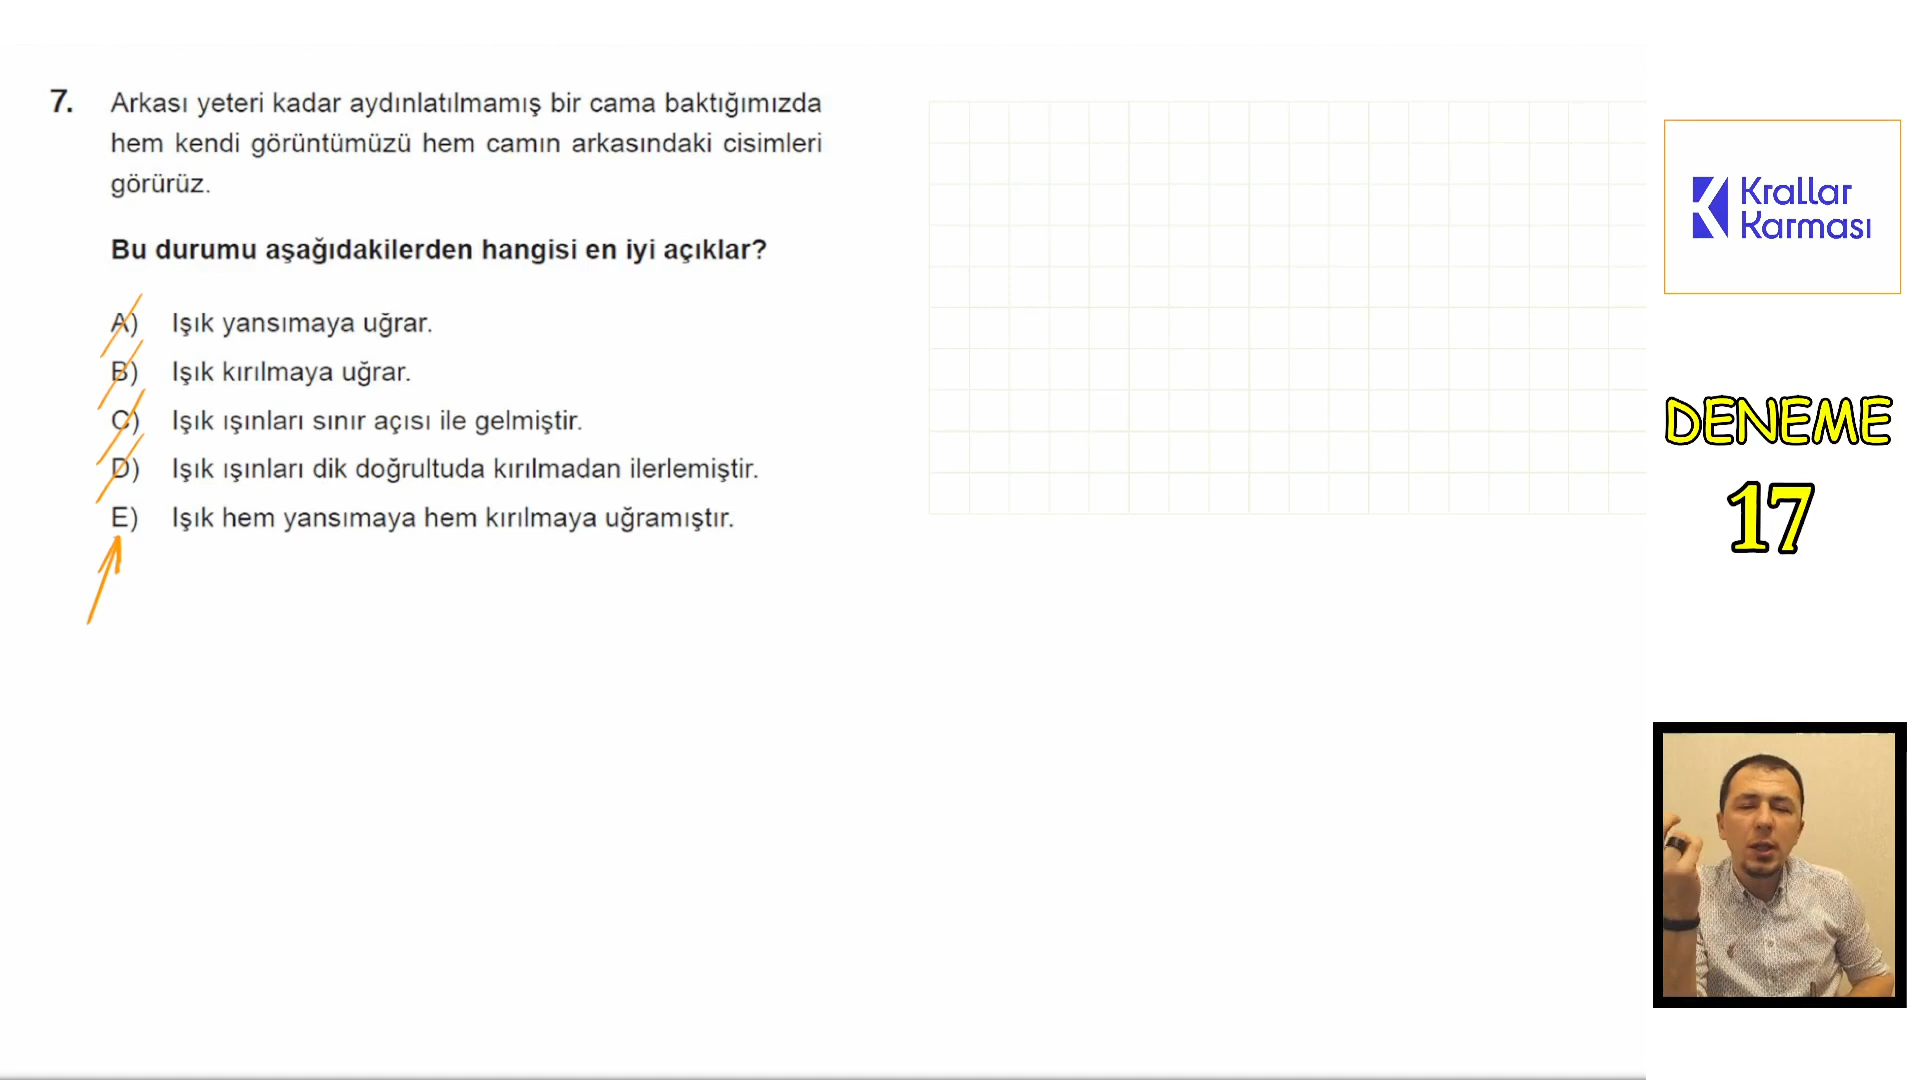 7. Arkası yeteri kadar aydınlatılmamış bir cama baktığımızda
hem kendi görüntümüzü hem camın arkasındaki cisimleri
görürüz.
Bu durumu aşağıdakilerden hangisi en iyi açıklar?
A) Işık yansımaya uğrar.
B) Işık kırılmaya uğrar.
C) Işık ışınları sınır açısı ile gelmiştir.
D) Işık ışınları dik doğrultuda kırılmadan ilerlemiştir.
E) Işık hem yansımaya hem kırılmaya uğramıştır.
Krallar
Karması
DENEME
17